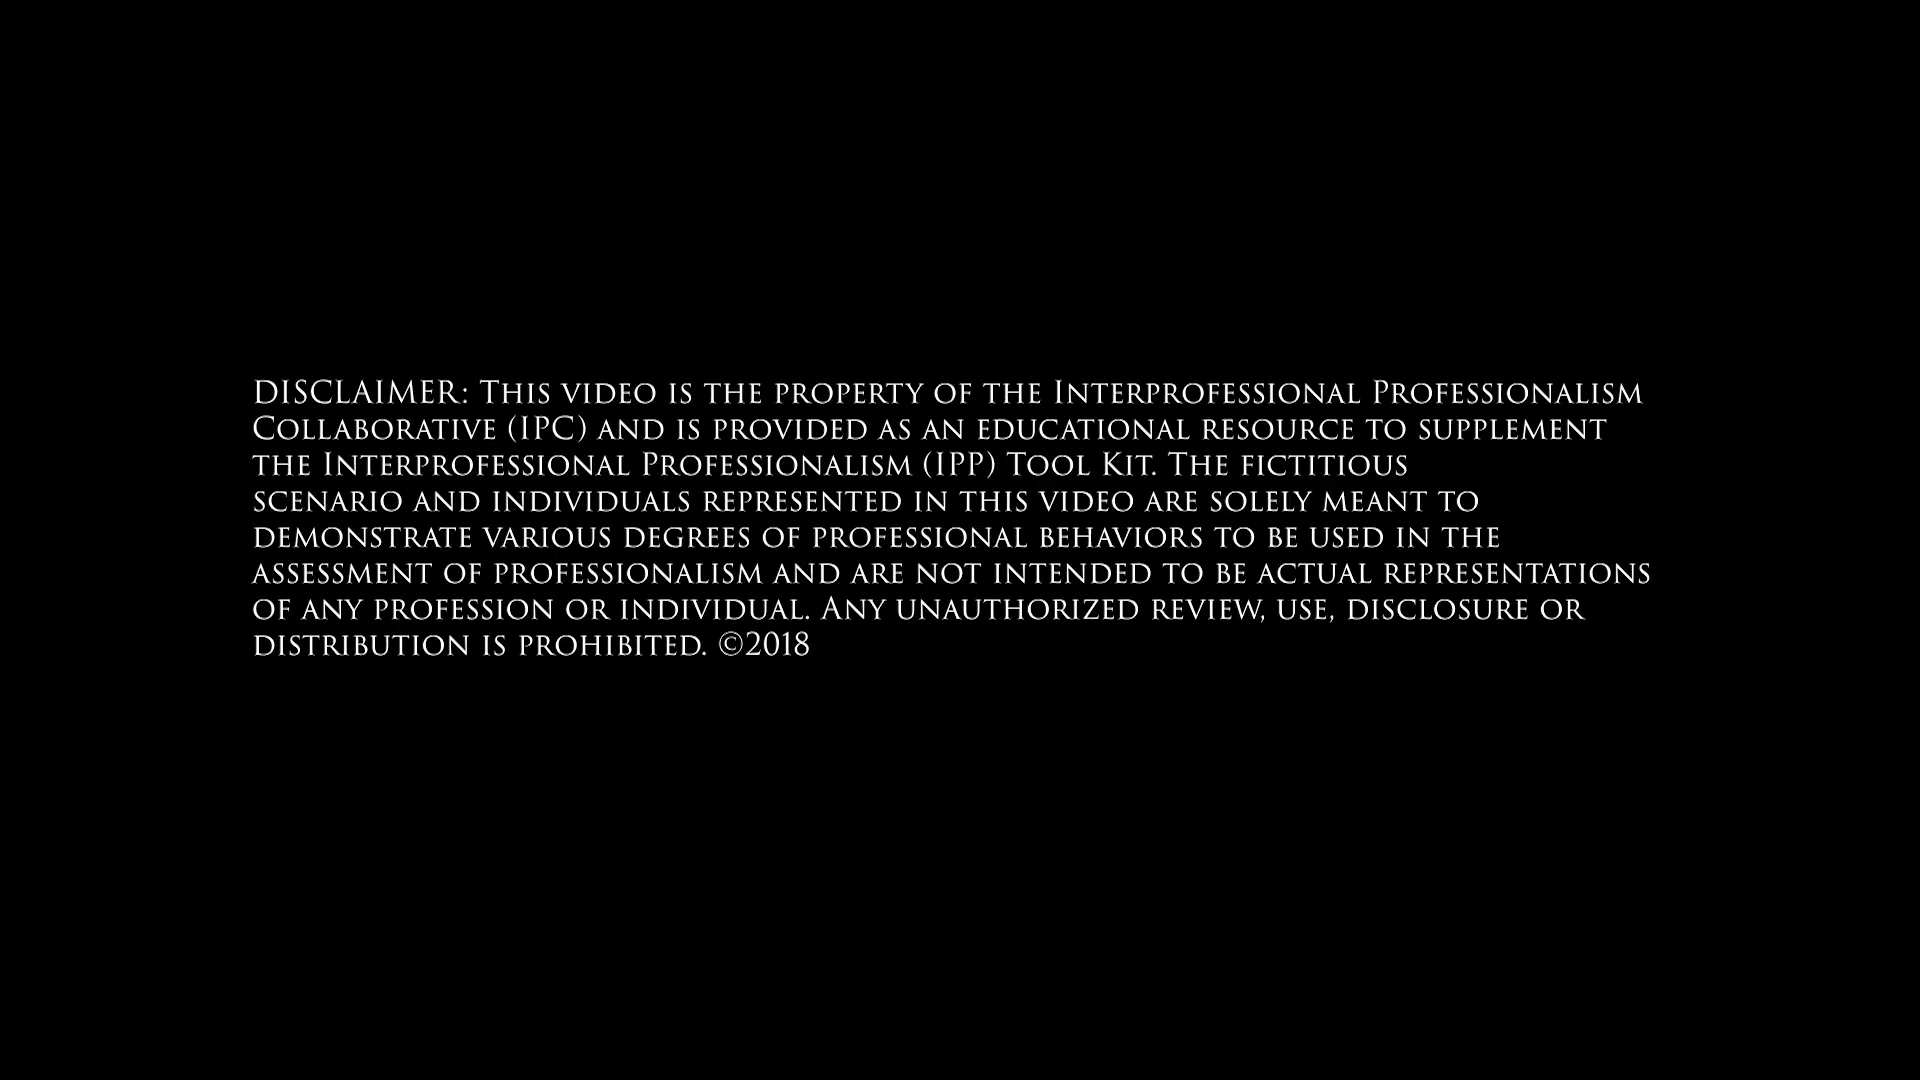 DISCLAIMER: This video is the property of the Interprofessional Professionalism
Collaborative (IPC) and is provided as an educational resource to supplement
the Interprofessional Professionalism (IPP) Tool Kit. The fictitious
scenario and individuals represented in this video are solely meant to
demonstrate various degrees of professional behaviors to be used in the
assessment of professionalism and are not intended to be actual representations
of any profession or individual. Any unauthorized review, use, disclosure or
distribution is prohibited. ©2018